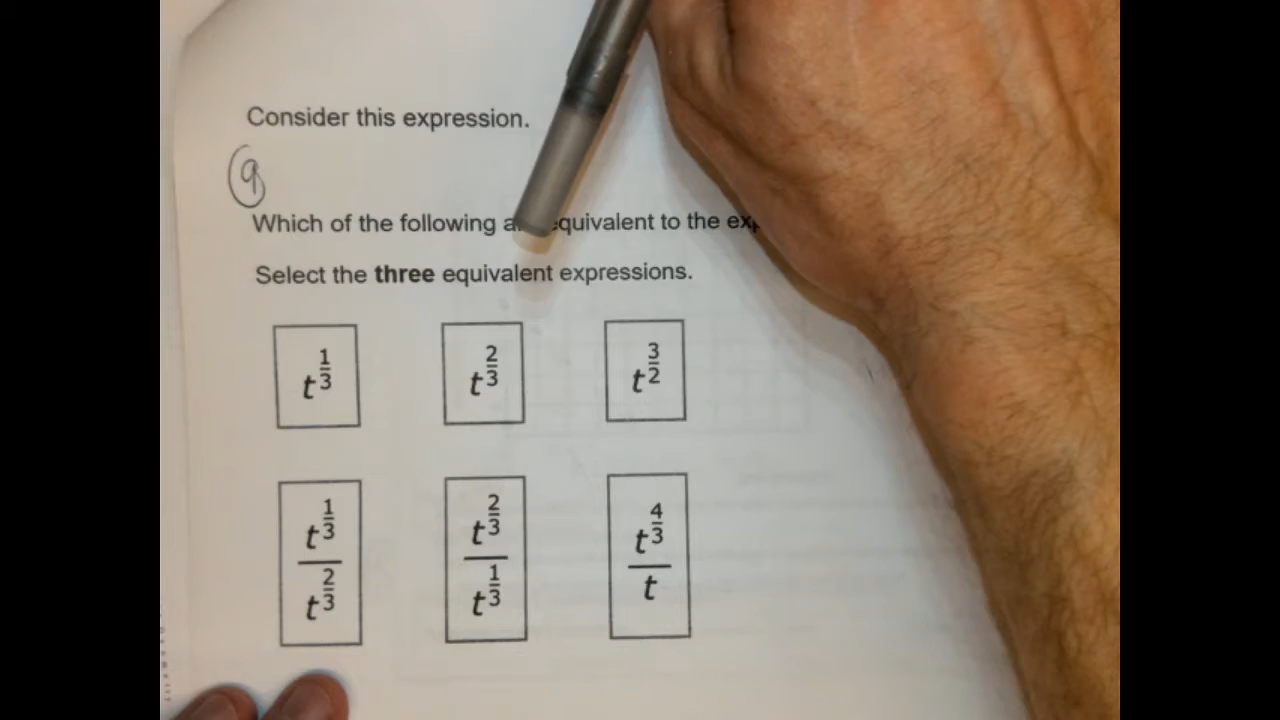 Consider this expression.
9
Which of the following equivalent to the
Select the three equivalent expressions.
t^(1/3) t^(2/3) t^(3/2)
t^(1/3)/t^(2/3) t^(2/3)/t^(1/3) t^(4/3)/t